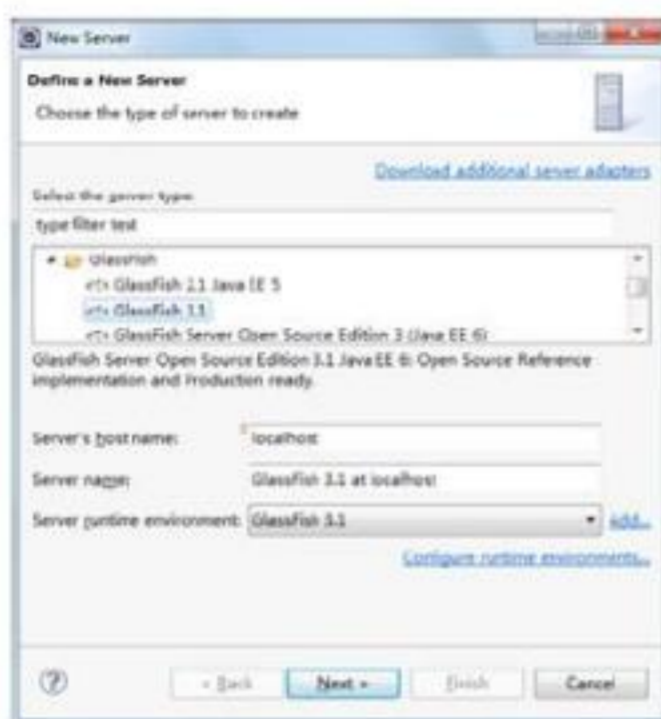 New Server
Define a New Server
Choose the type of server to create
Download additional server adapters
Select the server type:
type filter text
GlassFish
GlassFish 2.1 Java EE 5
GlassFish 3.1
GlassFish Server Open Source Edition 3 (Java EE 6)
GlassFish Server Open Source Edition 3.1 Java EE 6: Open Source Reference
implementation and Production ready.
Server's host name: localhost
Server name: GlassFish 3.1 at localhost
Server runtime environment: GlassFish 3.1 Add...
Configure runtime environments...
? < Back Next > Finish Cancel